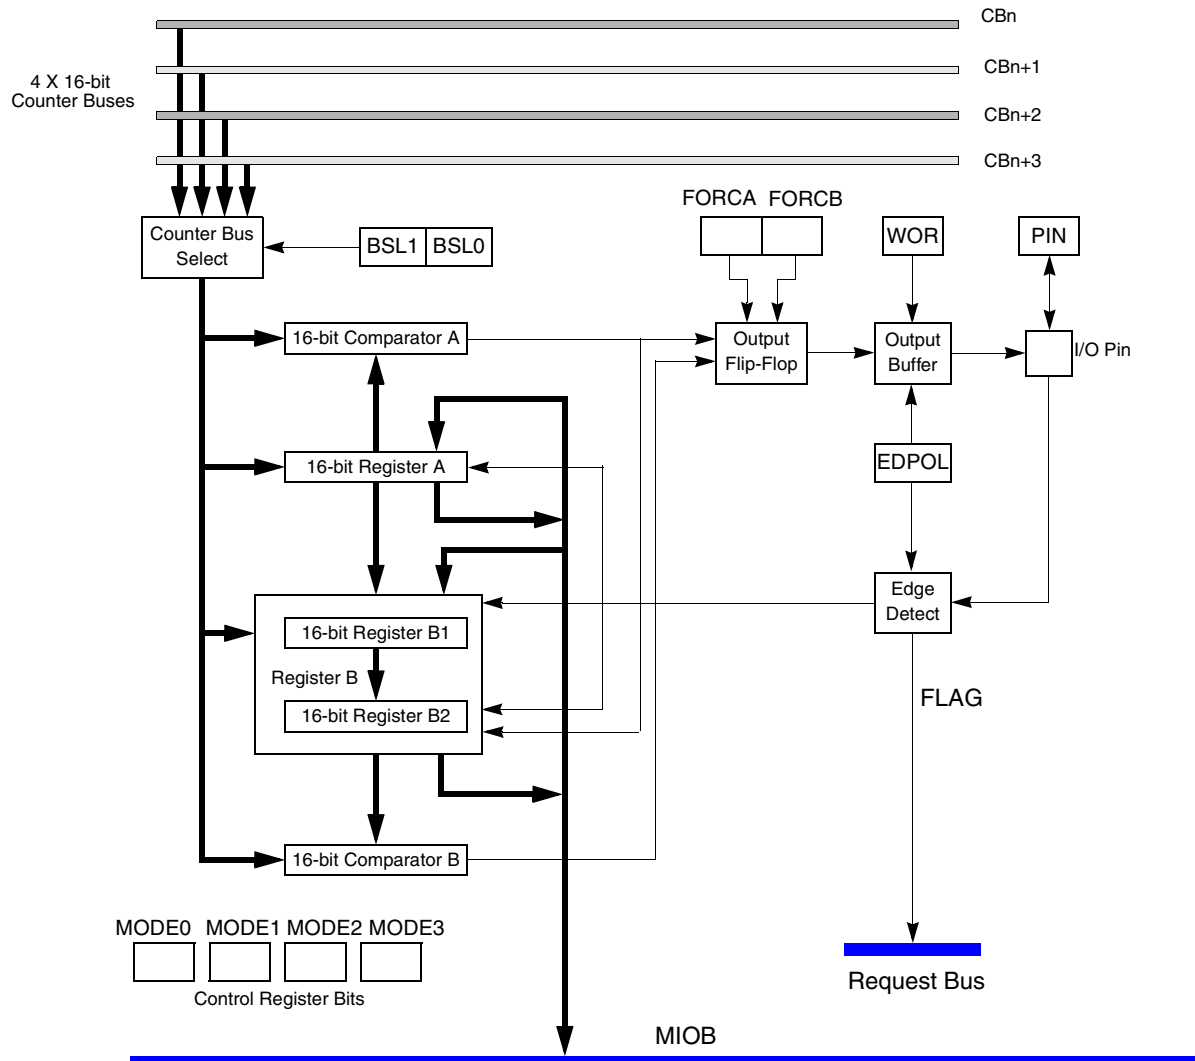 CBn
4 X 16-bit
Counter Buses
CBn+1
CBn+2
CBn+3
FORCA
FORCB
Counter Bus
Select
BSL1
BSL0
WOR
PIN
16-bit Comparator A
Output
Flip-Flop
Output
Buffer
I/O Pin
16-bit Register A
EDPOL
Edge
Detect
16-bit Register B1
Register B
16-bit Register B2
FLAG
16-bit Comparator B
MODE0
MODE1
MODE2
MODE3
Control Register Bits
Request Bus
MIOB